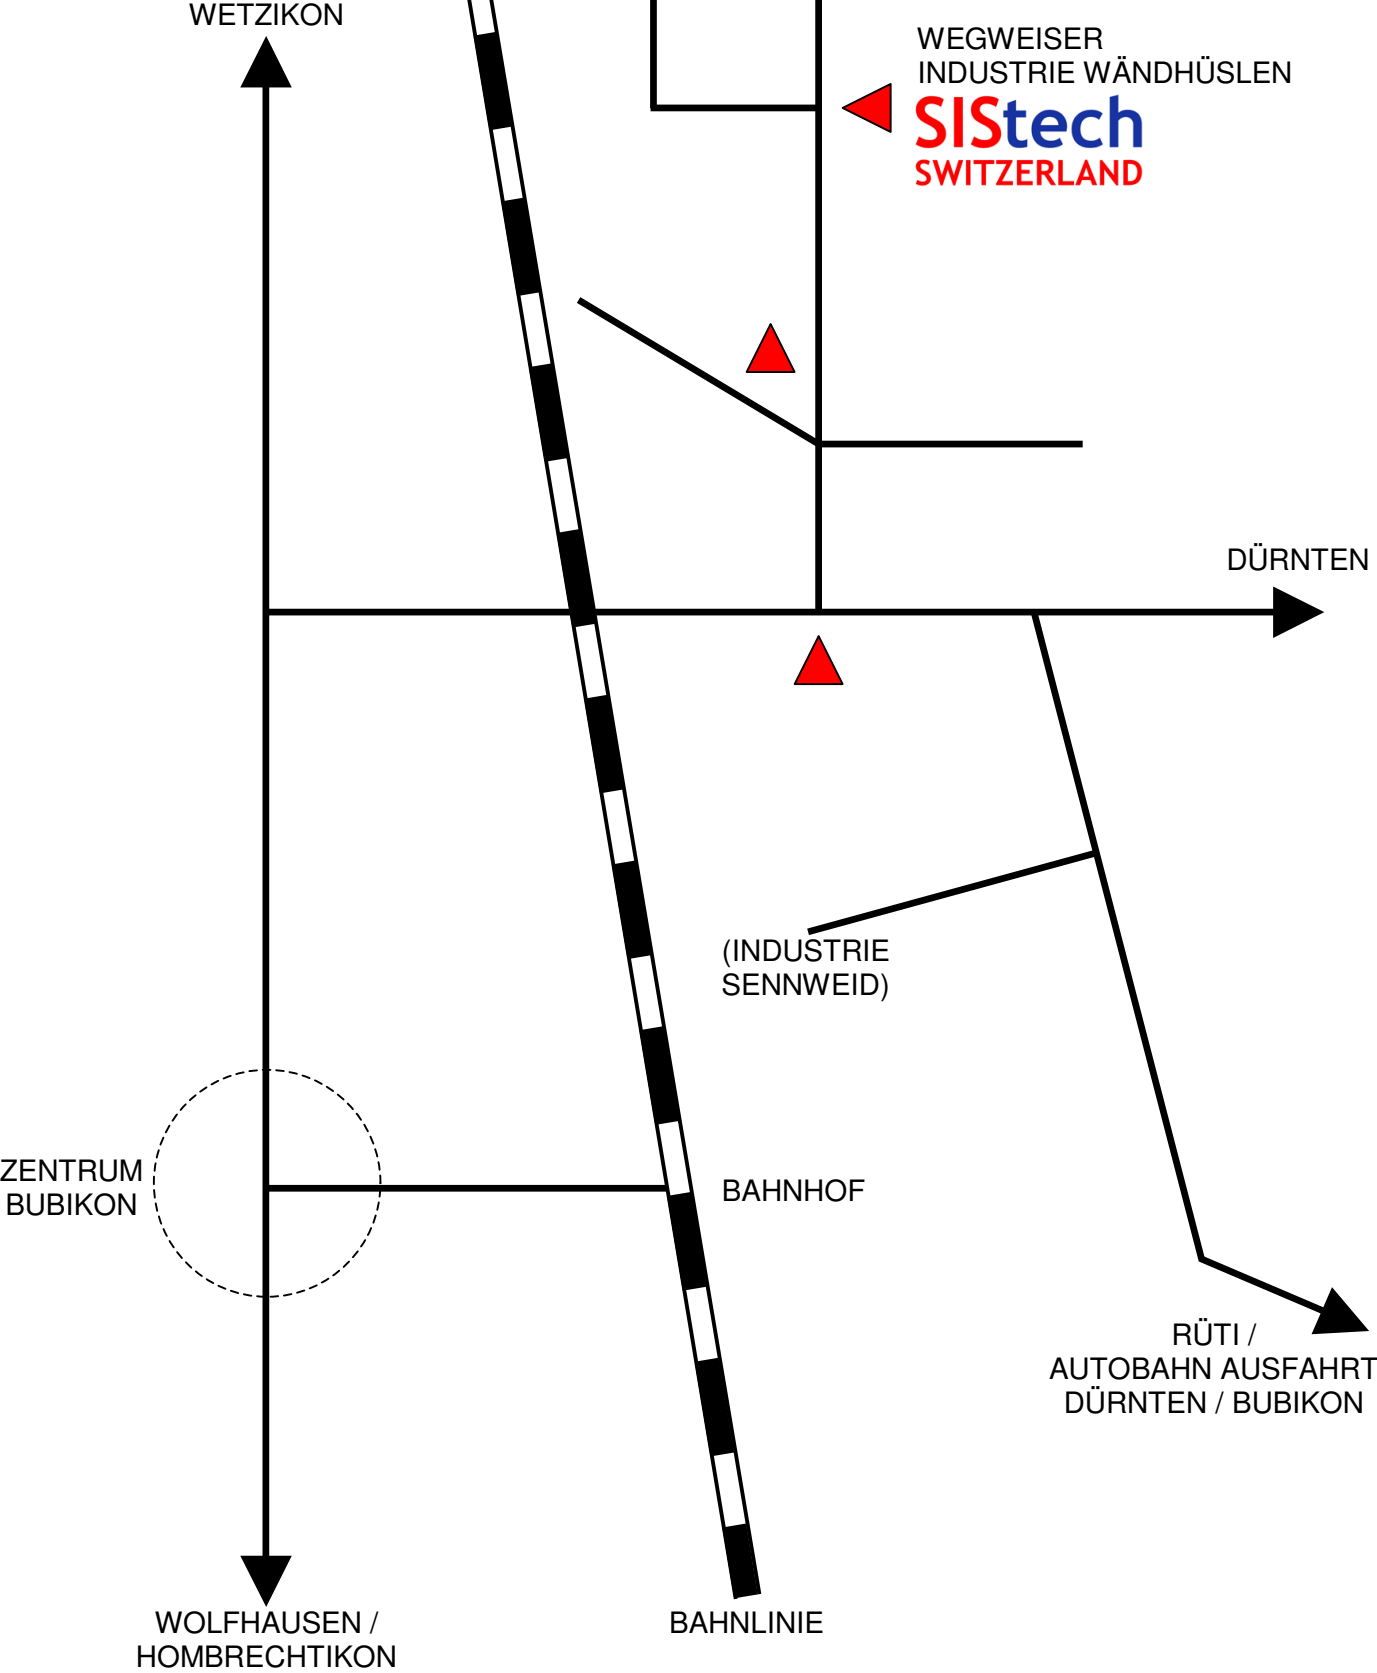 WETZIKON
WEGWEISER
INDUSTRIE WÄNDHÜSLEN
SIStech
SWITZERLAND
DÜRNTEN
(INDUSTRIE
SENNWEID)
ZENTRUM
BUBIKON
BAHNHOF
RÜTI /
AUTOBAHN AUSFAHRT
DÜRNTEN / BUBIKON
WOLFHAUSEN /
HOMBRECHTIKON
BAHNLINIE